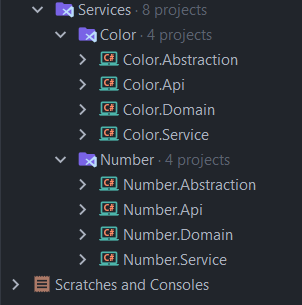 Services · 8 projects
Color · 4 projects
C# Color.Abstraction
C# Color.Api
C# Color.Domain
C# Color.Service
Number · 4 projects
C# Number.Abstraction
C# Number.Api
C# Number.Domain
C# Number.Service
Scratches and Consoles